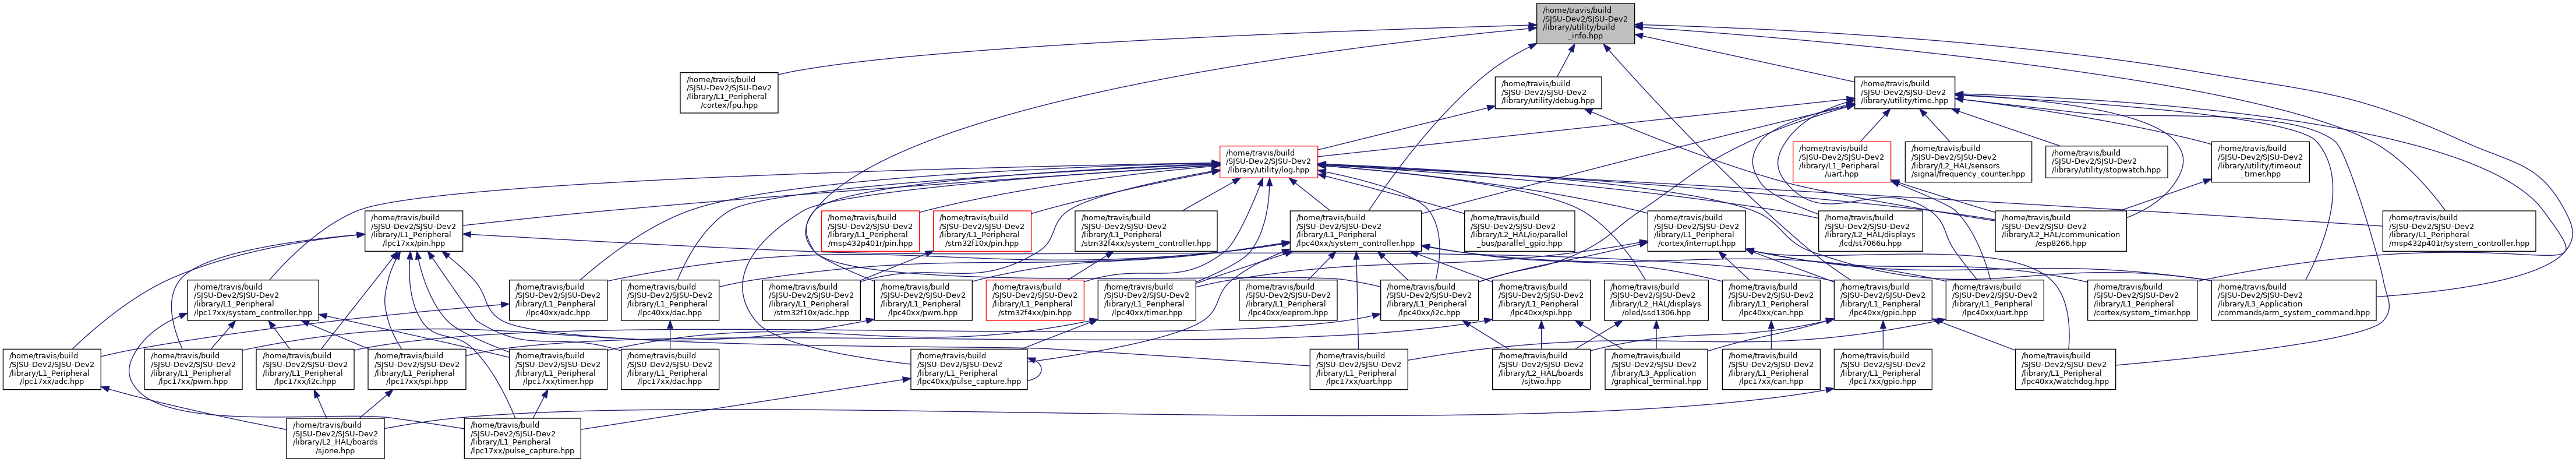 /home/travis/build
/SJSU-Dev2/SJSU-Dev2
/library/utility/build
_info.hpp
/home/travis/build
/SJSU-Dev2/SJSU-Dev2
/library/L1_Peripheral
/cortex/fpu.hpp
/home/travis/build
/SJSU-Dev2/SJSU-Dev2
/library/utility/debug.hpp
/home/travis/build
/SJSU-Dev2/SJSU-Dev2
/library/utility/time.hpp
/home/travis/build
/SJSU-Dev2/SJSU-Dev2
/library/utility/log.hpp
/home/travis/build
/SJSU-Dev2/SJSU-Dev2
/library/L1_Peripheral
/uart.hpp
/home/travis/build
/SJSU-Dev2/SJSU-Dev2
/library/L2_HAL/sensors
/signal/frequency_counter.hpp
/home/travis/build
/SJSU-Dev2/SJSU-Dev2
/library/utility/stopwatch.hpp
/home/travis/build
/SJSU-Dev2/SJSU-Dev2
/library/utility/timeout
_timer.hpp
/home/travis/build
/SJSU-Dev2/SJSU-Dev2
/library/L1_Peripheral
/lpc17xx/pin.hpp
/home/travis/build
/SJSU-Dev2/SJSU-Dev2
/library/L1_Peripheral
/msp432p401r/pin.hpp
/home/travis/build
/SJSU-Dev2/SJSU-Dev2
/library/L1_Peripheral
/stm32f10x/pin.hpp
/home/travis/build
/SJSU-Dev2/SJSU-Dev2
/library/L1_Peripheral
/stm32f4xx/system_controller.hpp
/home/travis/build
/SJSU-Dev2/SJSU-Dev2
/library/L1_Peripheral
/lpc40xx/system_controller.hpp
/home/travis/build
/SJSU-Dev2/SJSU-Dev2
/library/L2_HAL/io/parallel
_bus/parallel_gpio.hpp
/home/travis/build
/SJSU-Dev2/SJSU-Dev2
/library/L1_Peripheral
/cortex/interrupt.hpp
/home/travis/build
/SJSU-Dev2/SJSU-Dev2
/library/L2_HAL/displays
/lcd/st7066u.hpp
/home/travis/build
/SJSU-Dev2/SJSU-Dev2
/library/L2_HAL/communication
/esp8266.hpp
/home/travis/build
/SJSU-Dev2/SJSU-Dev2
/library/L1_Peripheral
/msp432p401r/system_controller.hpp
/home/travis/build
/SJSU-Dev2/SJSU-Dev2
/library/L1_Peripheral
/lpc17xx/system_controller.hpp
/home/travis/build
/SJSU-Dev2/SJSU-Dev2
/library/L1_Peripheral
/lpc40xx/adc.hpp
/home/travis/build
/SJSU-Dev2/SJSU-Dev2
/library/L1_Peripheral
/lpc40xx/dac.hpp
/home/travis/build
/SJSU-Dev2/SJSU-Dev2
/library/L1_Peripheral
/stm32f10x/adc.hpp
/home/travis/build
/SJSU-Dev2/SJSU-Dev2
/library/L1_Peripheral
/lpc40xx/pwm.hpp
/home/travis/build
/SJSU-Dev2/SJSU-Dev2
/library/L1_Peripheral
/stm32f4xx/pin.hpp
/home/travis/build
/SJSU-Dev2/SJSU-Dev2
/library/L1_Peripheral
/lpc40xx/timer.hpp
/home/travis/build
/SJSU-Dev2/SJSU-Dev2
/library/L1_Peripheral
/lpc40xx/eeprom.hpp
/home/travis/build
/SJSU-Dev2/SJSU-Dev2
/library/L1_Peripheral
/lpc40xx/i2c.hpp
/home/travis/build
/SJSU-Dev2/SJSU-Dev2
/library/L1_Peripheral
/lpc40xx/spi.hpp
/home/travis/build
/SJSU-Dev2/SJSU-Dev2
/library/L2_HAL/displays
/oled/ssd1306.hpp
/home/travis/build
/SJSU-Dev2/SJSU-Dev2
/library/L1_Peripheral
/lpc40xx/can.hpp
/home/travis/build
/SJSU-Dev2/SJSU-Dev2
/library/L1_Peripheral
/lpc40xx/gpio.hpp
/home/travis/build
/SJSU-Dev2/SJSU-Dev2
/library/L1_Peripheral
/lpc40xx/uart.hpp
/home/travis/build
/SJSU-Dev2/SJSU-Dev2
/library/L1_Peripheral
/cortex/system_timer.hpp
/home/travis/build
/SJSU-Dev2/SJSU-Dev2
/library/L3_Application
/commands/arm_system_command.hpp
/home/travis/build
/SJSU-Dev2/SJSU-Dev2
/library/L1_Peripheral
/lpc17xx/adc.hpp
/home/travis/build
/SJSU-Dev2/SJSU-Dev2
/library/L1_Peripheral
/lpc17xx/pwm.hpp
/home/travis/build
/SJSU-Dev2/SJSU-Dev2
/library/L1_Peripheral
/lpc17xx/i2c.hpp
/home/travis/build
/SJSU-Dev2/SJSU-Dev2
/library/L1_Peripheral
/lpc17xx/spi.hpp
/home/travis/build
/SJSU-Dev2/SJSU-Dev2
/library/L1_Peripheral
/lpc17xx/timer.hpp
/home/travis/build
/SJSU-Dev2/SJSU-Dev2
/library/L1_Peripheral
/lpc17xx/dac.hpp
/home/travis/build
/SJSU-Dev2/SJSU-Dev2
/library/L1_Peripheral
/lpc40xx/pulse_capture.hpp
/home/travis/build
/SJSU-Dev2/SJSU-Dev2
/library/L1_Peripheral
/lpc17xx/uart.hpp
/home/travis/build
/SJSU-Dev2/SJSU-Dev2
/library/L2_HAL/boards
/sjtwo.hpp
/home/travis/build
/SJSU-Dev2/SJSU-Dev2
/library/L3_Application
/graphical_terminal.hpp
/home/travis/build
/SJSU-Dev2/SJSU-Dev2
/library/L1_Peripheral
/lpc17xx/can.hpp
/home/travis/build
/SJSU-Dev2/SJSU-Dev2
/library/L1_Peripheral
/lpc17xx/gpio.hpp
/home/travis/build
/SJSU-Dev2/SJSU-Dev2
/library/L1_Peripheral
/lpc40xx/watchdog.hpp
/home/travis/build
/SJSU-Dev2/SJSU-Dev2
/library/L2_HAL/boards
/sjone.hpp
/home/travis/build
/SJSU-Dev2/SJSU-Dev2
/library/L1_Peripheral
/lpc17xx/pulse_capture.hpp